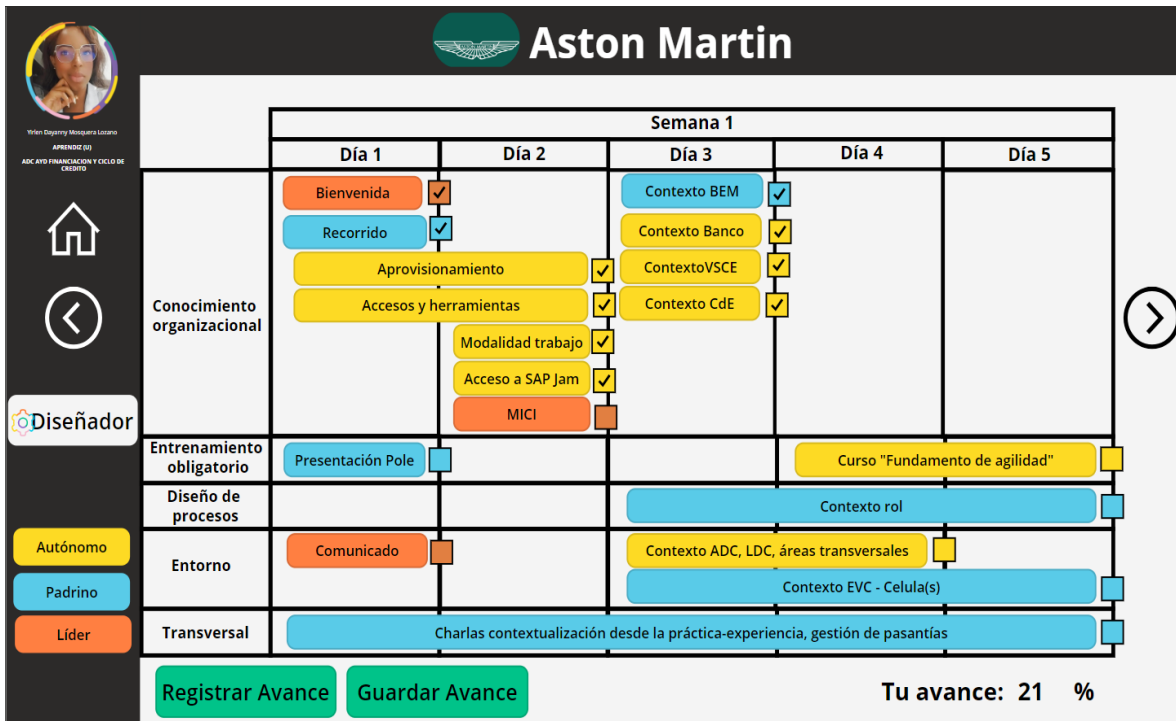 Aston Martin
ASTON MARTIN
Yirlen Dayanny Mosquera Lozano
APRENDIZ (U)
ADC AYD FINANCIACION Y CICLO DE
CREDITO
Diseñador
Autónomo
Padrino
Líder
Semana 1
Día 1
Día 2
Día 3
Día 4
Día 5
Conocimiento
organizacional
Bienvenida
Recorrido
Aprovisionamiento
Accesos y herramientas
Modalidad trabajo
Acceso a SAP Jam
MICI
Contexto BEM
Contexto Banco
ContextoVSCE
Contexto CdE
Entrenamiento
obligatorio
Presentación Pole
Curso "Fundamento de agilidad"
Diseño de
procesos
Contexto rol
Entorno
Comunicado
Contexto ADC, LDC, áreas transversales
Contexto EVC - Celula(s)
Transversal
Charlas contextualización desde la práctica-experiencia, gestión de pasantías
Registrar Avance
Guardar Avance
Tu avance: 21 %